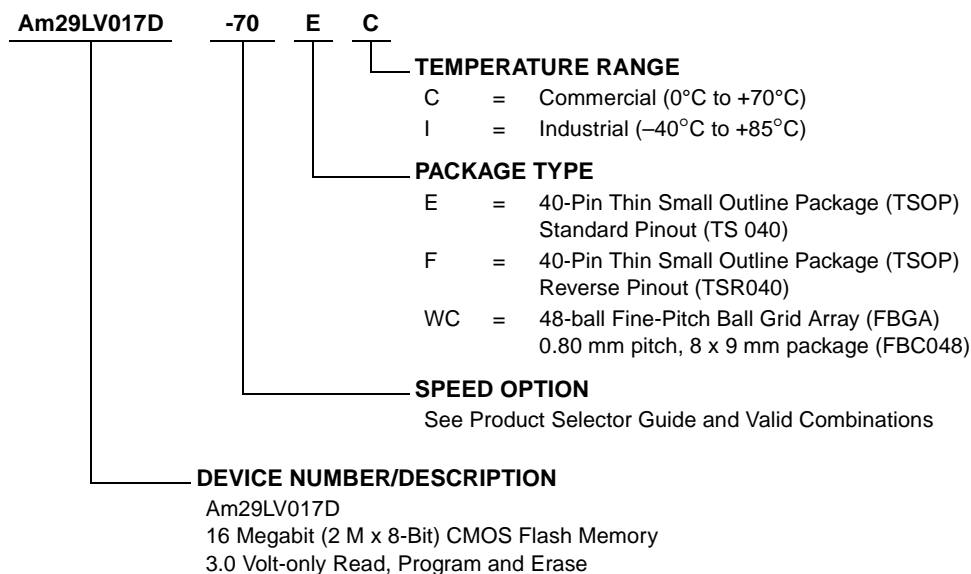 Am29LV017D -70 E C
TEMPERATURE RANGE
C = Commercial (0°C to +70°C)
I = Industrial (–40°C to +85°C)
PACKAGE TYPE
E = 40-Pin Thin Small Outline Package (TSOP)
Standard Pinout (TS 040)
F = 40-Pin Thin Small Outline Package (TSOP)
Reverse Pinout (TSR040)
WC = 48-ball Fine-Pitch Ball Grid Array (FBGA)
0.80 mm pitch, 8 x 9 mm package (FBC048)
SPEED OPTION
See Product Selector Guide and Valid Combinations
DEVICE NUMBER/DESCRIPTION
Am29LV017D
16 Megabit (2 M x 8-Bit) CMOS Flash Memory
3.0 Volt-only Read, Program and Erase